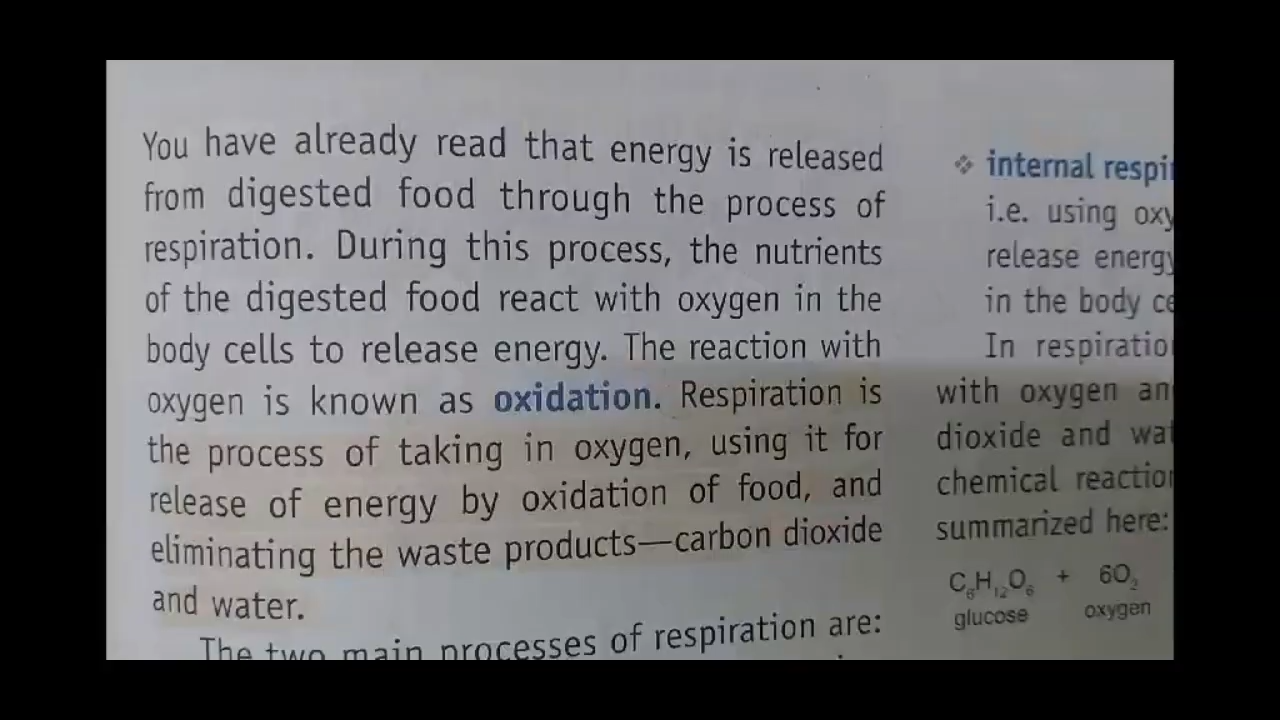 You have already read that energy is released
from digested food through the process of
respiration. During this process, the nutrients
of the digested food react with oxygen in the
body cells to release energy. The reaction with
oxygen is known as oxidation. Respiration is
the process of taking in oxygen, using it for
release of energy by oxidation of food, and
eliminating the waste products—carbon dioxide
and water.
The two main processes of respiration are:
❖ internal
i.e. using
release energy
in the body
In
with oxygen
dioxide and
chemical
summarized here:
C₆H₁₂O₆ + 6O₂
glucose oxygen